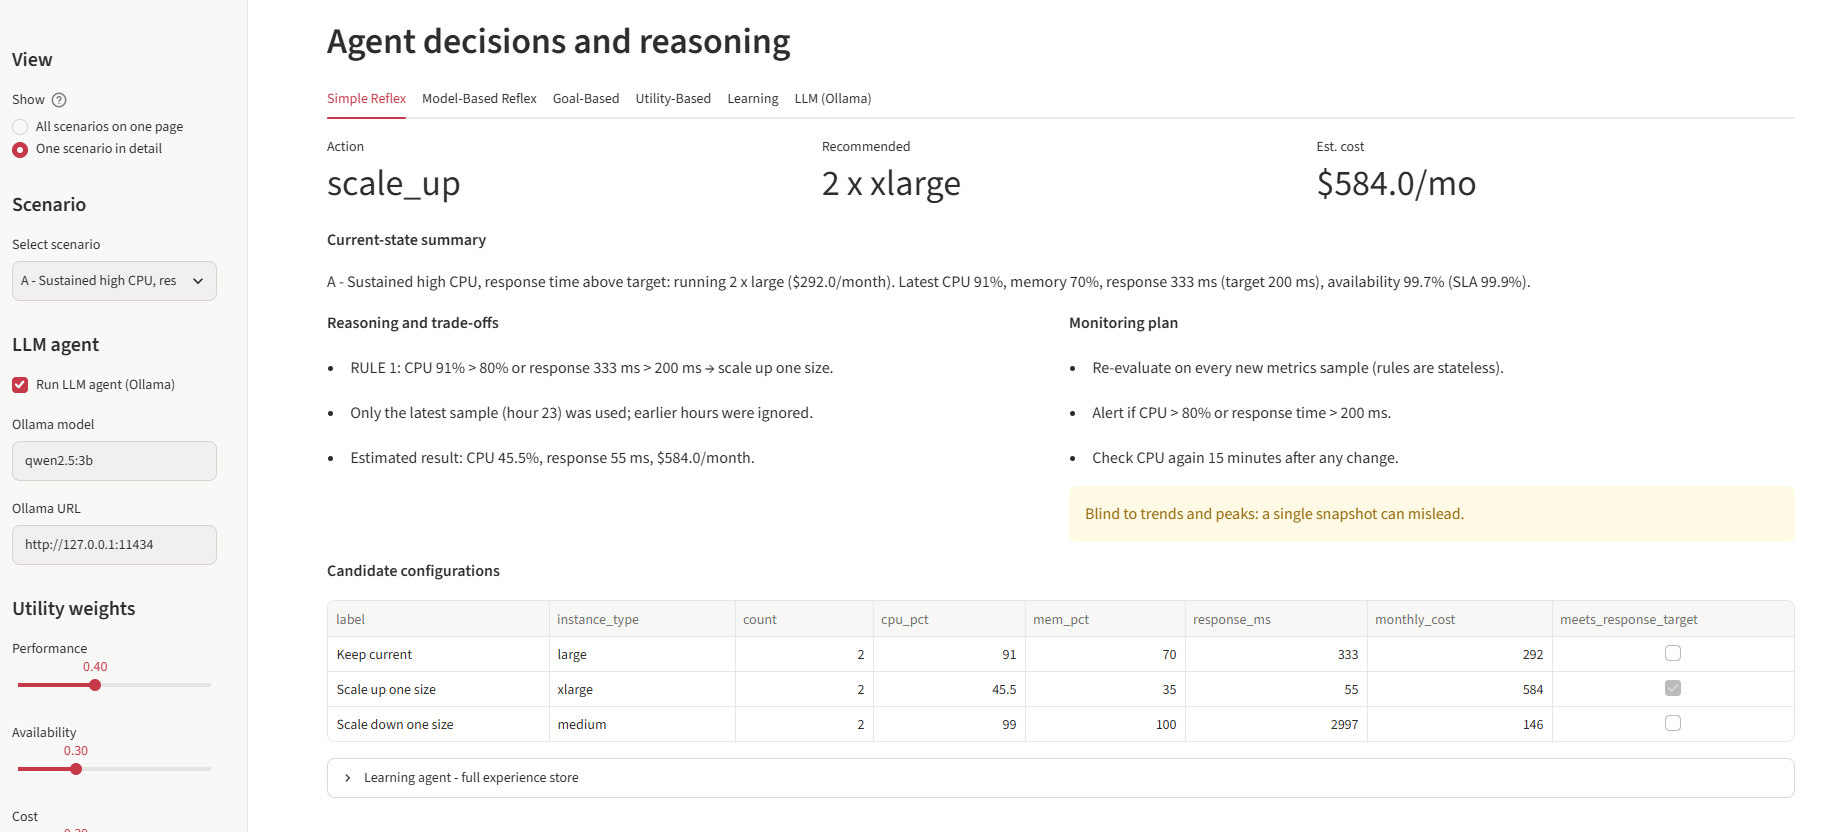 View
Show
All scenarios on one page
One scenario in detail
Scenario
Select scenario
A - Sustained high CPU, res
LLM agent
Run LLM agent (Ollama)
Ollama model
qwen2.5:3b
Ollama URL
http://127.0.0.1:11434
Utility weights
Performance
0.40
Availability
0.30
Cost
Agent decisions and reasoning
Simple Reflex Model-Based Reflex Goal-Based Utility-Based Learning LLM (Ollama)
Action Recommended Est. cost
scale_up 2 x xlarge $584.0/mo
Current-state summary
A - Sustained high CPU, response time above target: running 2 x large ($292.0/month). Latest CPU 91%, memory 70%, response 333 ms (target 200 ms), availability 99.7% (SLA 99.9%).
Reasoning and trade-offs
• RULE 1: CPU 91% > 80% or response 333 ms > 200 ms → scale up one size.
• Only the latest sample (hour 23) was used; earlier hours were ignored.
• Estimated result: CPU 45.5%, response 55 ms, $584.0/month.
Monitoring plan
• Re-evaluate on every new metrics sample (rules are stateless).
• Alert if CPU > 80% or response time > 200 ms.
• Check CPU again 15 minutes after any change.
Blind to trends and peaks: a single snapshot can mislead.
Candidate configurations
label instance_type count cpu_pct mem_pct response_ms monthly_cost meets_response_target
Keep current large 2 91 70 333 292
Scale up one size xlarge 2 45.5 35 55 584
Scale down one size medium 2 99 100 2997 146
Learning agent - full experience store